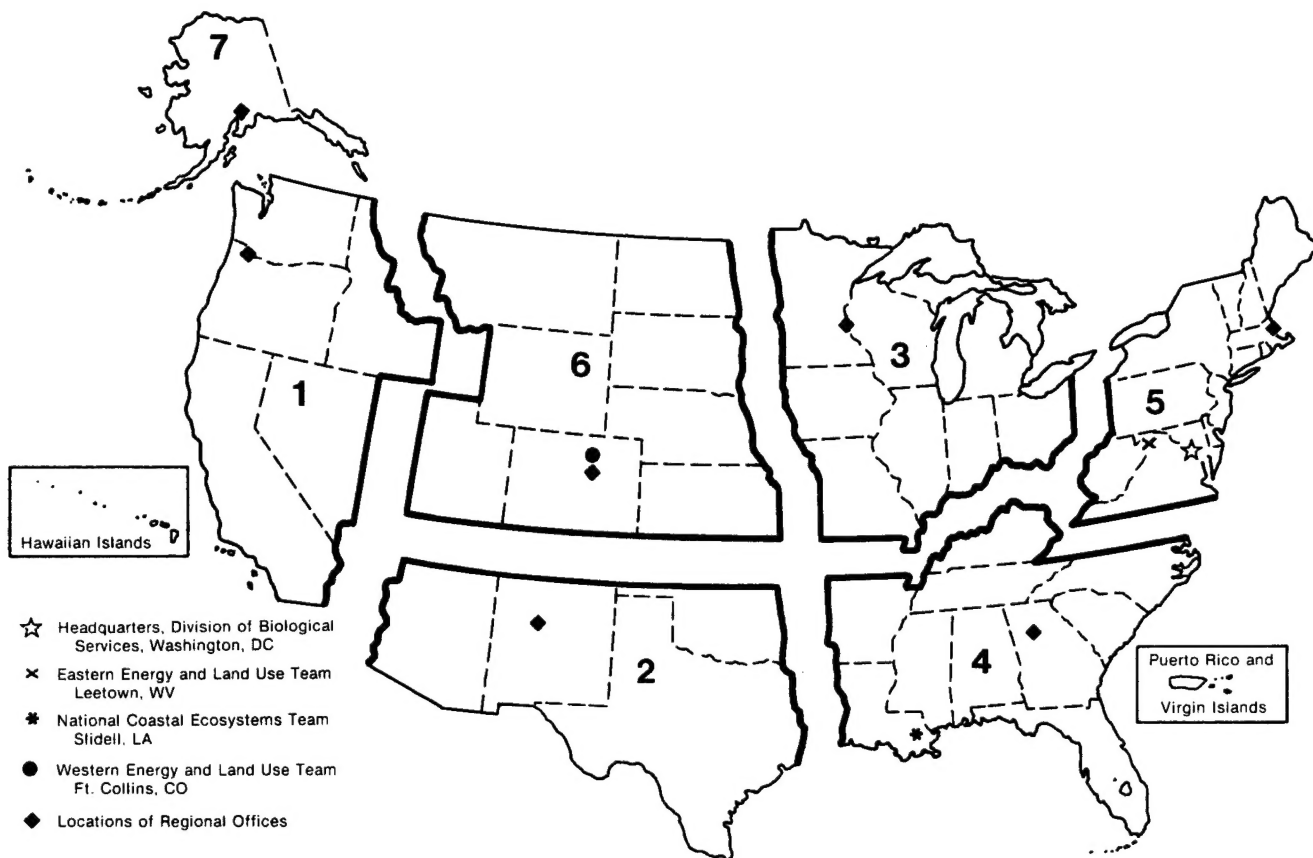 7
3
6
1
5
Hawaiian Islands
☆ Headquarters, Division of Biological
Services, Washington, DC
× Eastern Energy and Land Use Team
Leetown, WV
* National Coastal Ecosystems Team
Slidell, LA
● Western Energy and Land Use Team
Ft. Collins, CO
◆ Locations of Regional Offices
2
4
Puerto Rico and
Virgin Islands